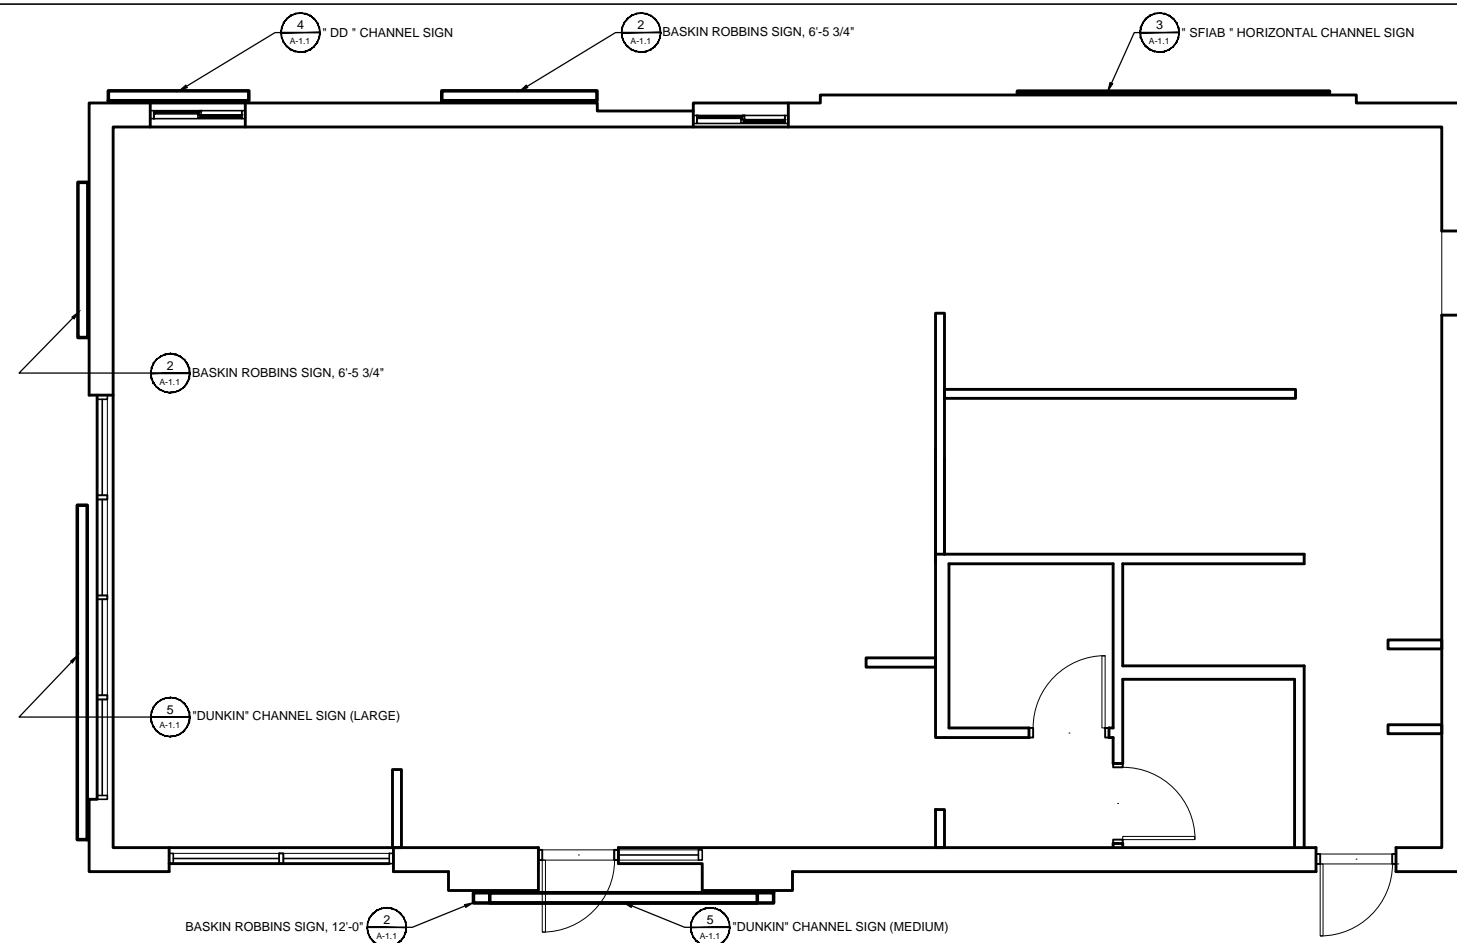 4
A-1.1
" DD " CHANNEL SIGN
2
A-1.1
BASKIN ROBBINS SIGN, 6'-5 3/4"
3
A-1.1
" SFIAB " HORIZONTAL CHANNEL SIGN
2
A-1.1
BASKIN ROBBINS SIGN, 6'-5 3/4"
5
A-1.1
"DUNKIN" CHANNEL SIGN (LARGE)
BASKIN ROBBINS SIGN, 12'-0"
2
A-1.1
5
A-1.1
"DUNKIN" CHANNEL SIGN (MEDIUM)